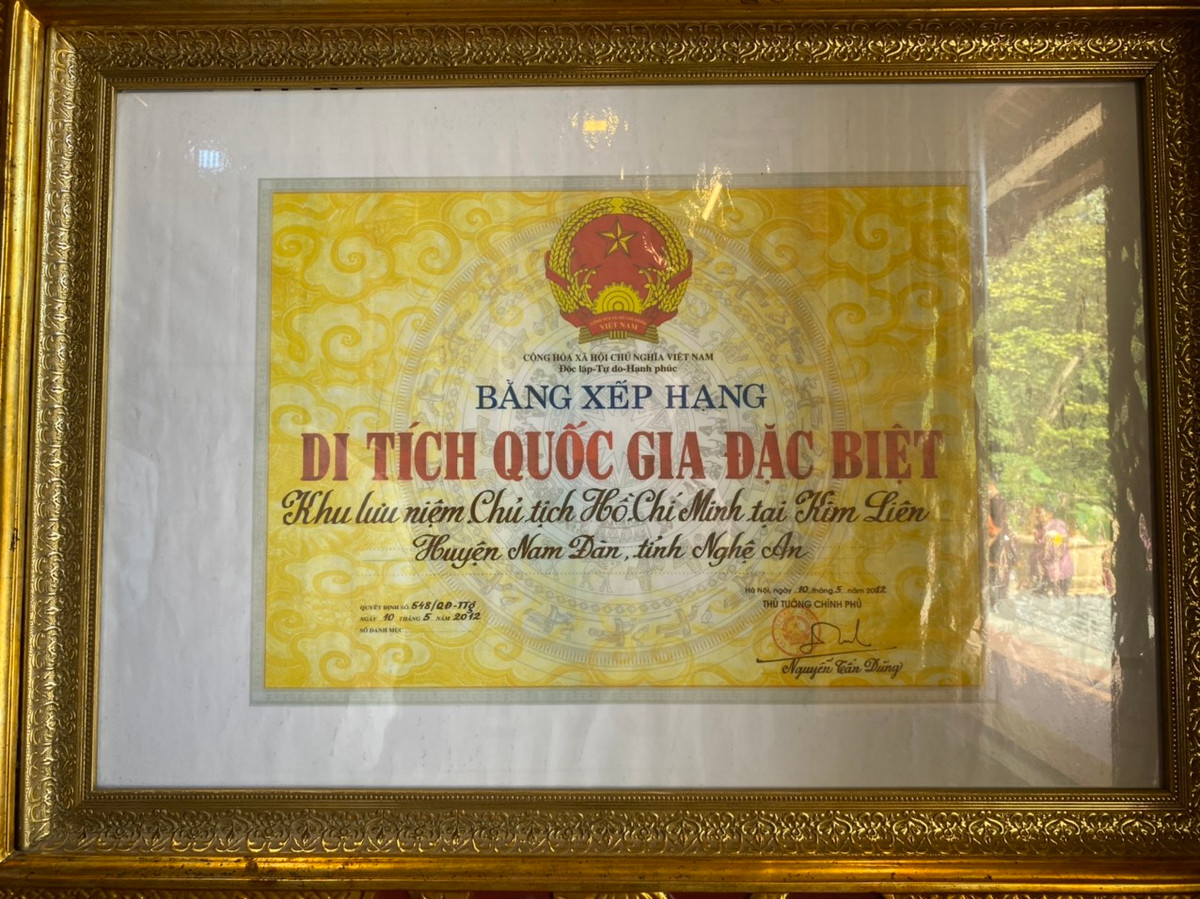 VIỆT NAM
CỘNG HÒA XÃ HỘI CHỦ NGHĨA VIỆT NAM
Độc lập-Tự do-Hạnh phúc
BẰNG XẾP HẠNG
DI TÍCH QUỐC GIA ĐẶC BIỆT
Khu lưu niệm Chủ tịch Hồ Chí Minh tại Kim Liên
Huyện Nam Đàn, tỉnh Nghệ An
QUYẾT ĐỊNH SỐ 548/QĐ-TTg
NGÀY 10 THÁNG 5 NĂM 2012
SỐ DANH MỤC
Hà Nội, ngày 10 tháng 5 năm 2012
THỦ TƯỚNG CHÍNH PHỦ
Nguyễn Tấn Dũng